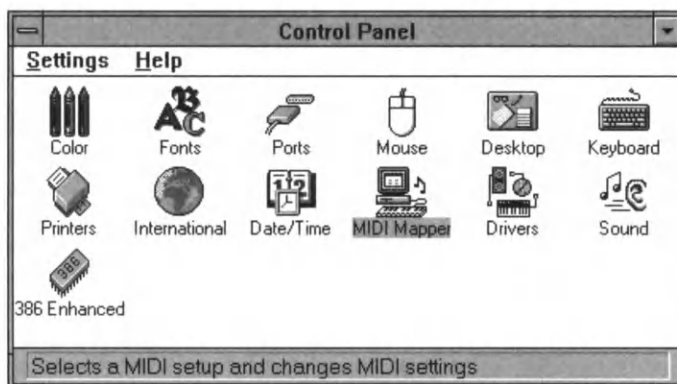 Control Panel
Settings Help
Color Fonts Ports Mouse Desktop Keyboard
Printers International Date/Time MIDI Mapper Drivers Sound
386
386 Enhanced
Selects a MIDI setup and changes MIDI settings